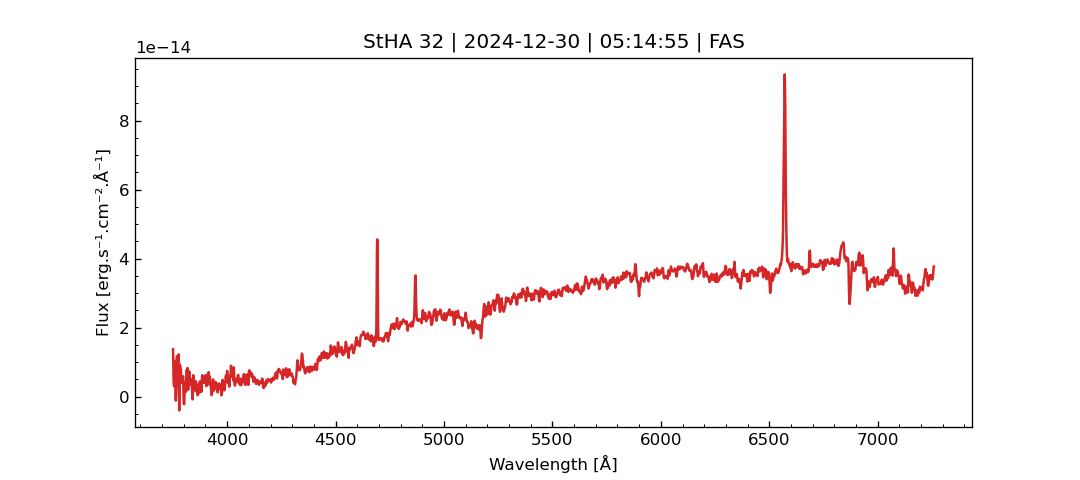 StHA 32 | 2024-12-30 | 05:14:55 | FAS
1e−14
8
6
4
2
0
Flux [erg.s⁻¹.cm⁻².Å⁻¹]
4000 4500 5000 5500 6000 6500 7000
Wavelength [Å]